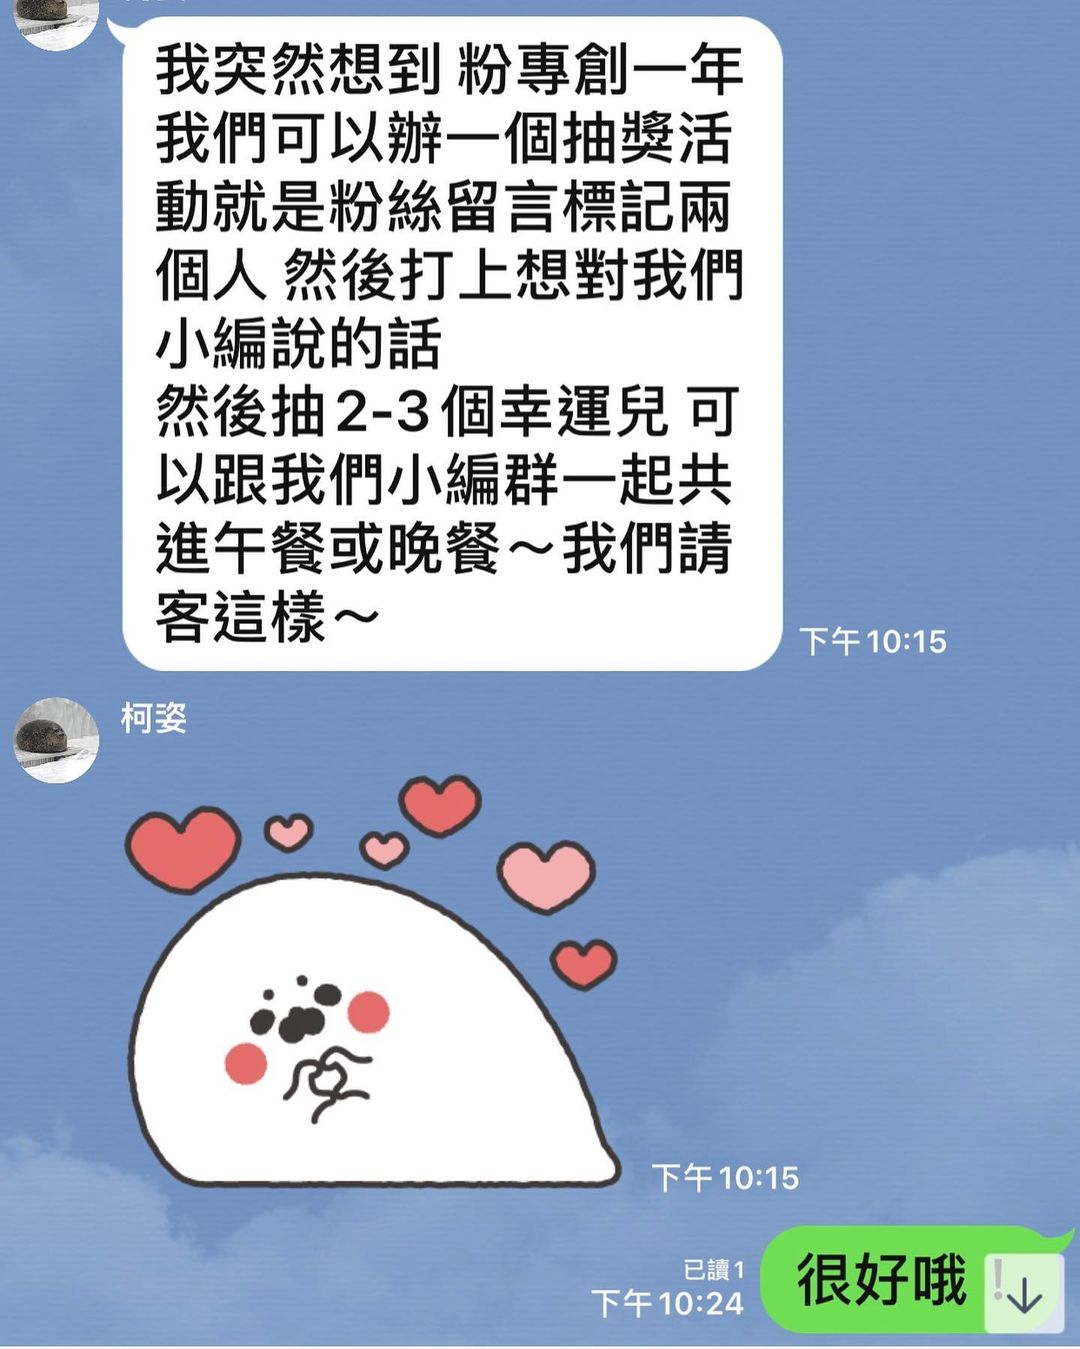 我突然想到 粉專創一年
我們可以辦一個抽獎活
動就是粉絲留言標記兩
個人 然後打上想對我們
小編說的話
然後抽2-3個幸運兒 可
以跟我們小編群一起共
進午餐或晚餐～我們請
客這樣～
下午10:15
柯姿
下午10:15
很好哦!
已讀1
下午10:24